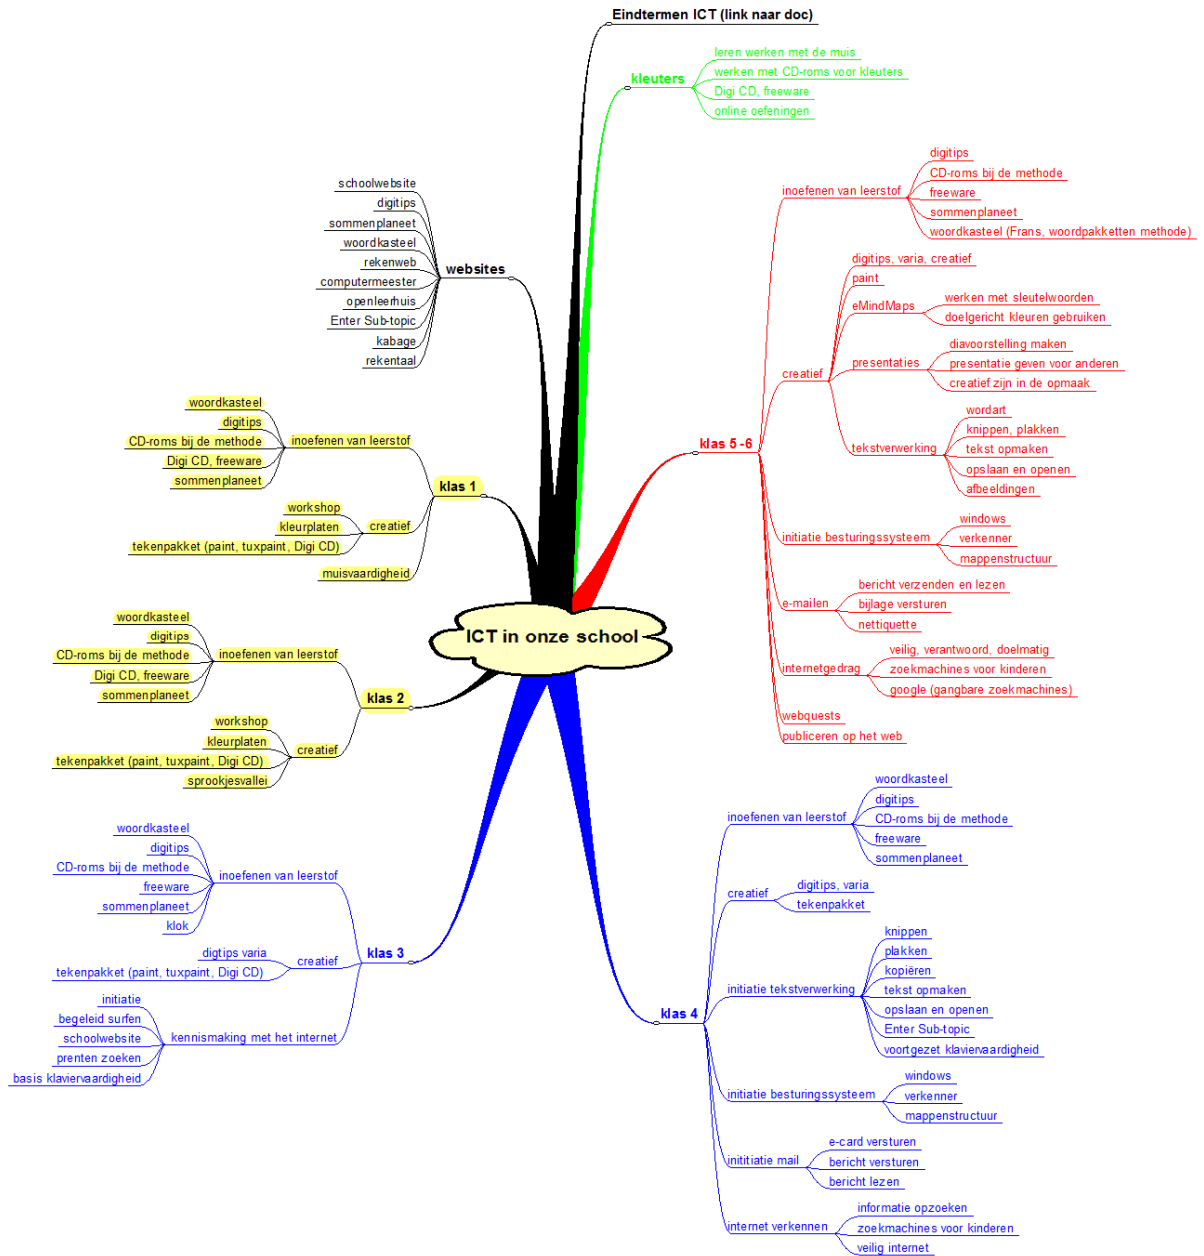 ICT in onze school
Eindtermen ICT (link naar doc)
kleuters
leren werken met de muis
werken met CD-roms voor kleuters
Digi CD, freeware
online oefeningen
klas 5 -6
inoefenen van leerstof
digitips
CD-roms bij de methode
freeware
sommenplaneet
woordkasteel (Frans, woordpakketten methode)
creatief
digitips, varia, creatief
paint
eMindMaps
werken met sleutelwoorden
doelgericht kleuren gebruiken
presentaties
diavoorstelling maken
presentatie geven voor anderen
creatief zijn in de opmaak
tekstverwerking
wordart
knippen, plakken
tekst opmaken
opslaan en openen
afbeeldingen
initiatie besturingssysteem
windows
verkenner
mappenstructuur
e-mailen
bericht verzenden en lezen
bijlage versturen
nettiquette
internetgedrag
veilig, verantwoord, doelmatig
zoekmachines voor kinderen
google (gangbare zoekmachines)
webquests
publiceren op het web
klas 4
inoefenen van leerstof
woordkasteel
digitips
CD-roms bij de methode
freeware
sommenplaneet
creatief
digitips, varia
tekenpakket
initiatie tekstverwerking
knippen
plakken
kopiëren
tekst opmaken
opslaan en openen
Enter Sub-topic
voortgezet klaviervaardigheid
initiatie besturingssysteem
windows
verkenner
mappenstructuur
inititiatie mail
e-card versturen
bericht versturen
bericht lezen
internet verkennen
informatie opzoeken
zoekmachines voor kinderen
veilig internet
websites
schoolwebsite
digitips
sommenplaneet
woordkasteel
rekenweb
computermeester
openleerhuis
Enter Sub-topic
kabage
rekentaal
klas 1
inoefenen van leerstof
woordkasteel
digitips
CD-roms bij de methode
Digi CD, freeware
sommenplaneet
creatief
workshop
kleurplaten
tekenpakket (paint, tuxpaint, Digi CD)
muisvaardigheid
klas 2
inoefenen van leerstof
woordkasteel
digitips
CD-roms bij de methode
Digi CD, freeware
sommenplaneet
creatief
workshop
kleurplaten
tekenpakket (paint, tuxpaint, Digi CD)
sprookjesvallei
klas 3
inoefenen van leerstof
woordkasteel
digitips
CD-roms bij de methode
freeware
sommenplaneet
klok
creatief
digtips varia
tekenpakket (paint, tuxpaint, Digi CD)
kennismaking met het internet
initiatie
begeleid surfen
schoolwebsite
prenten zoeken
basis klaviervaardigheid